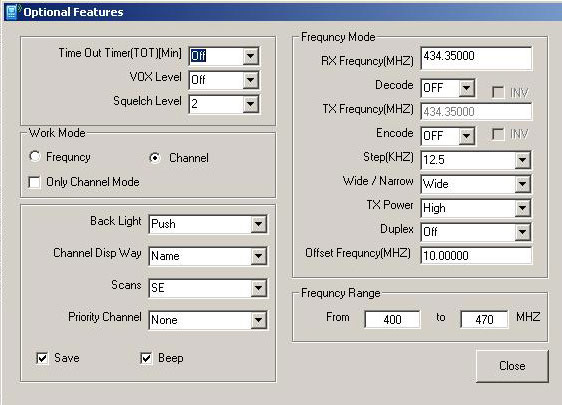 Optional Features
Time Out Timer(TOT)[Min] Off
VOX Level Off
Squelch Level 2
Work Mode
Frequncy Channel
Only Channel Mode
Back Light Push
Channel Disp Way Name
Scans SE
Priority Channel None
Save Beep
Frequncy Mode
RX Frequncy(MHZ) 434.35000
Decode OFF INV
TX Frequncy(MHZ) 434.35000
Encode OFF INV
Step(KHZ) 12.5
Wide / Narrow Wide
TX Power High
Duplex Off
Offset Frequncy(MHZ) 10.00000
Frequncy Range
From 400 to 470 MHZ
Close